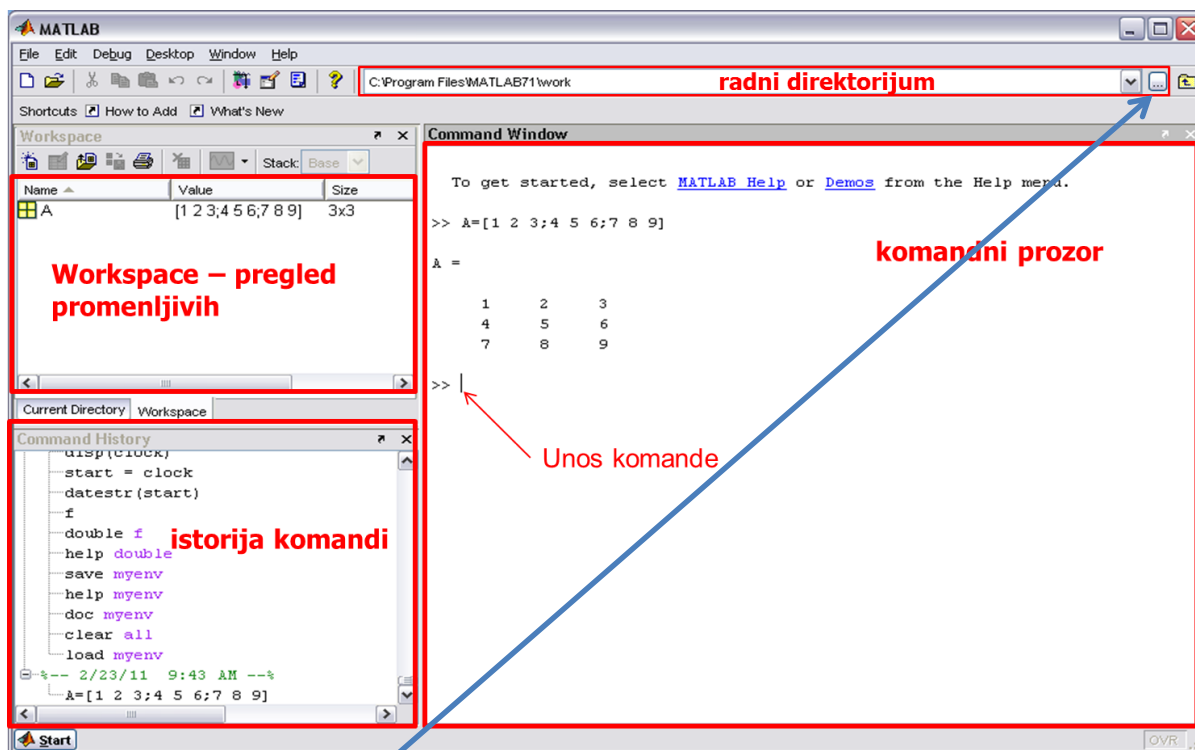 MATLAB
File Edit Debug Desktop Window Help
C:\Program Files\MATLAB71\work
radni direktorijum
Shortcuts How to Add What's New
Workspace
Stack: Base
Name Value Size
A [1 2 3;4 5 6;7 8 9] 3x3
Workspace – pregled
promenljivih
Current Directory Workspace
Command History
disp(clock)
start = clock
datestr(start)
f
double f
help double
save myenv
help myenv
doc myenv
clear all
load myenv
%-- 2/23/11 9:43 AM --%
A=[1 2 3;4 5 6;7 8 9]
istorija komandi
Command Window
To get started, select MATLAB Help or Demos from the Help menu.
>> A=[1 2 3;4 5 6;7 8 9]
A =
1 2 3
4 5 6
7 8 9
>>
komandni prozor
Unos komande
Start
OVR